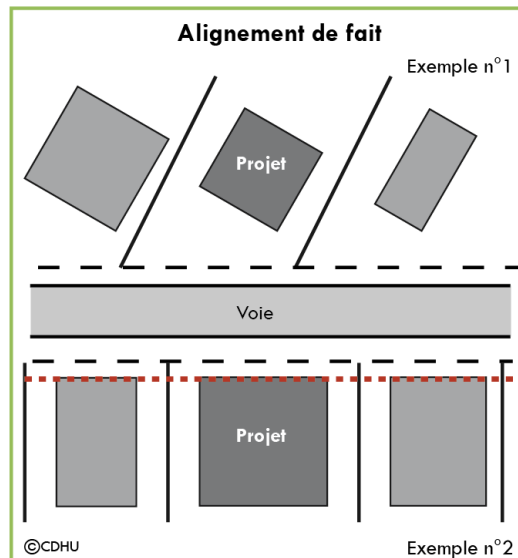 Alignement de fait
Exemple n°1
Projet
Voie
Projet
©CDHU
Exemple n°2